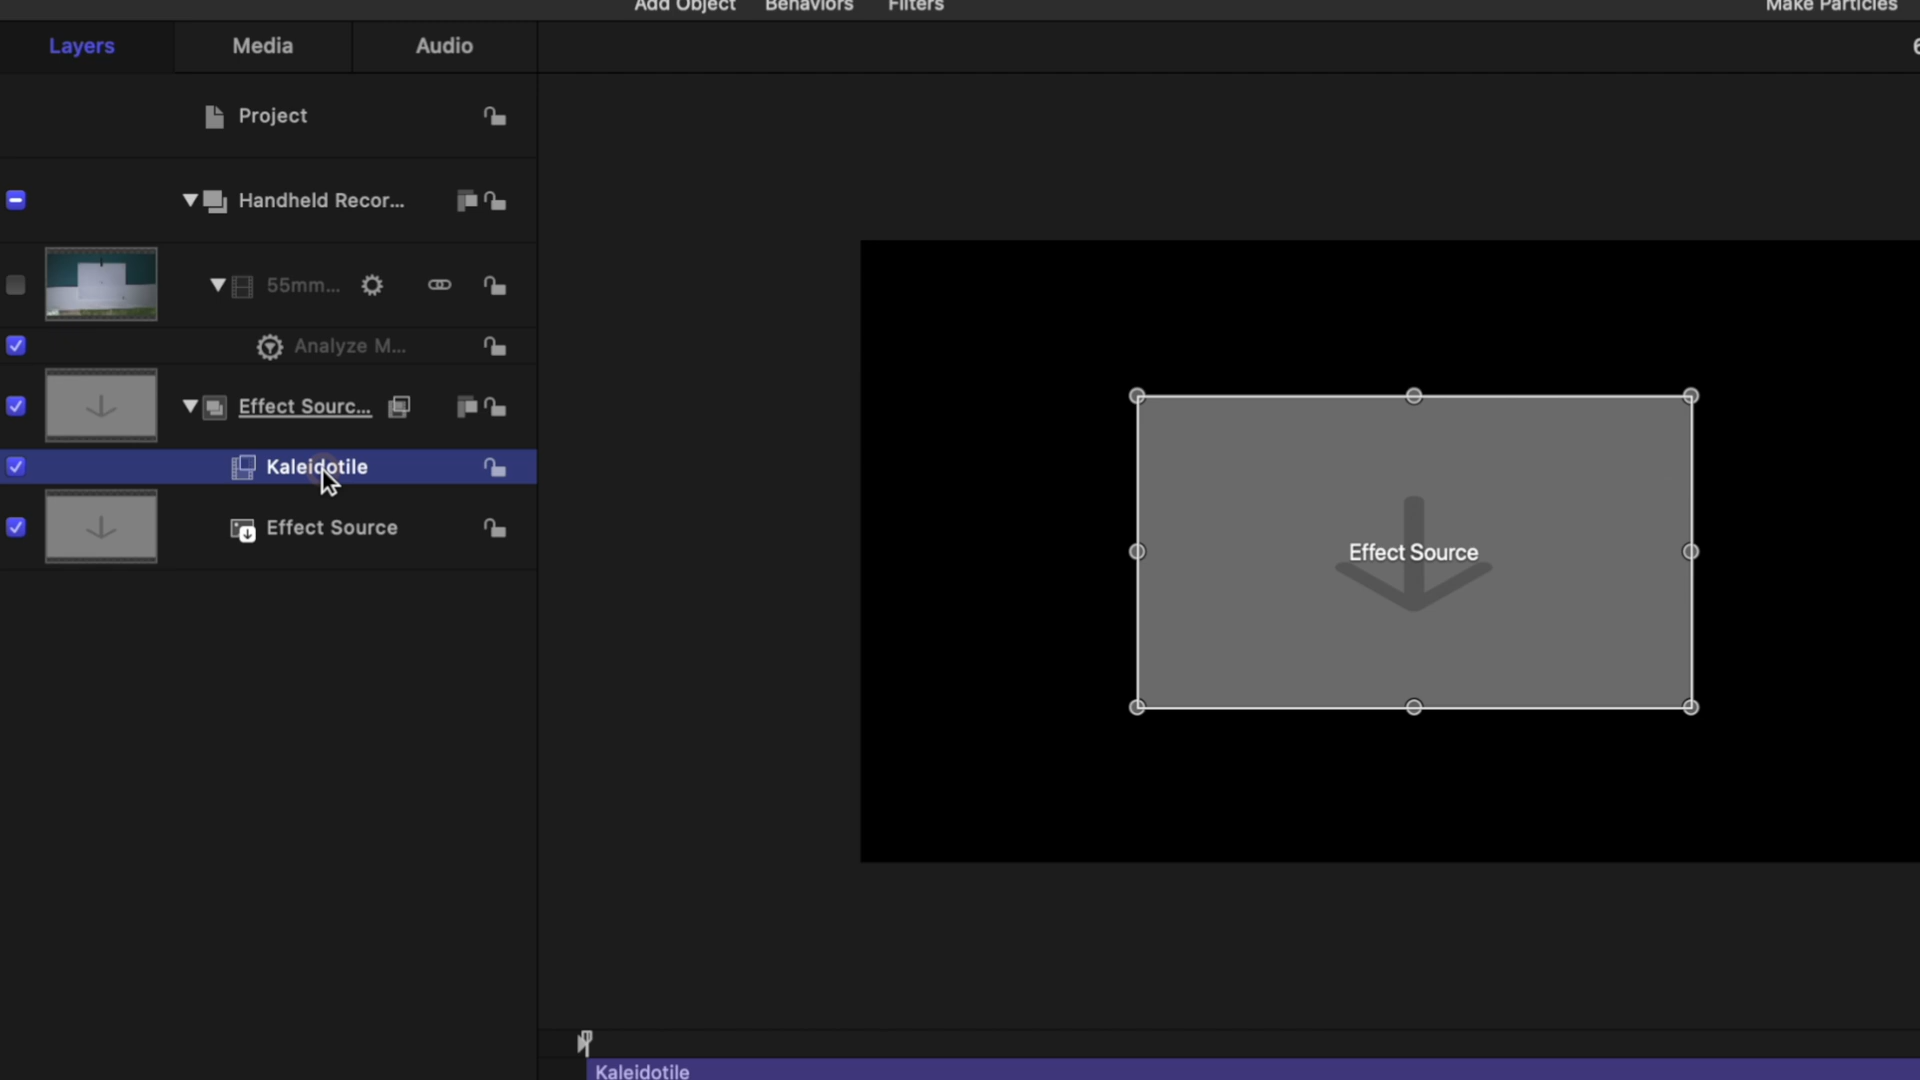 Add Object Behaviors Filters Make Particles
Layers Media Audio
Project
Handheld Recor...
55mm...
Analyze M...
Effect Sourc...
Kaleidotile
Effect Source
Effect Source
Kaleidotile